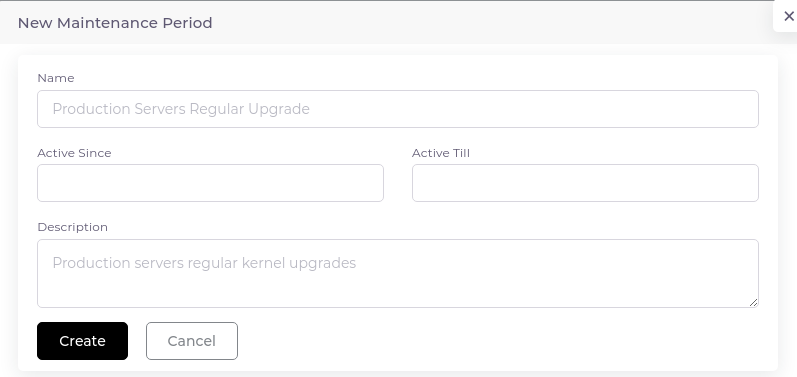 New Maintenance Period
Name
Production Servers Regular Upgrade
Active Since
Active Till
Description
Production servers regular kernel upgrades
Create
Cancel